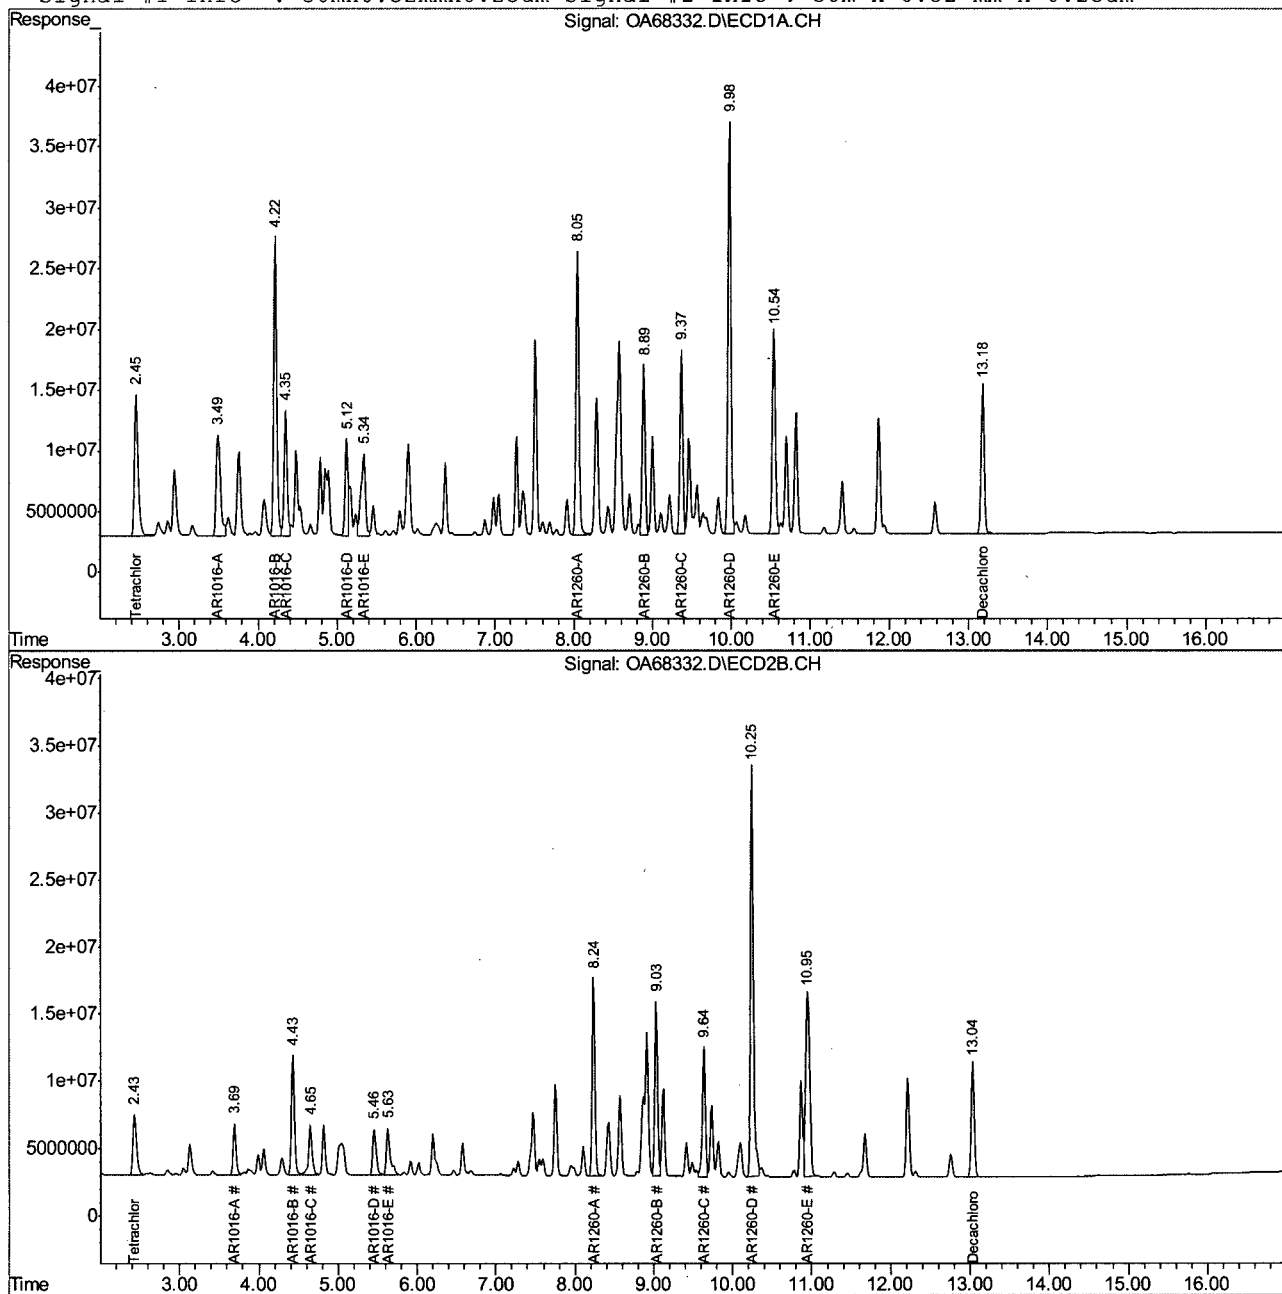 Signal: OA68332.D\ECD1A.CH
Response_
4e+07
3.5e+07
3e+07
2.5e+07
2e+07
1.5e+07
1e+07
5000000
0
2.45
3.49
4.22
4.35
5.12
5.34
8.05
8.89
9.37
9.98
10.54
13.18
Tetrachlor
AR1016-A
AR1016-B
AR1016-C
AR1016-D
AR1016-E
AR1260-A
AR1260-B
AR1260-C
AR1260-D
AR1260-E
Decachloro
Time 3.00 4.00 5.00 6.00 7.00 8.00 9.00 10.00 11.00 12.00 13.00 14.00 15.00 16.00
Response_
Signal: OA68332.D\ECD2B.CH
4e+07
3.5e+07
3e+07
2.5e+07
2e+07
1.5e+07
1e+07
5000000
0
2.43
3.69
4.43
4.65
5.46
5.63
8.24
9.03
9.64
10.25
10.95
13.04
Tetrachlor
AR1016-A #
AR1016-B #
AR1016-C #
AR1016-D #
AR1016-E #
AR1260-A #
AR1260-B #
AR1260-C #
AR1260-D #
AR1260-E #
Decachloro
Time 3.00 4.00 5.00 6.00 7.00 8.00 9.00 10.00 11.00 12.00 13.00 14.00 15.00 16.00